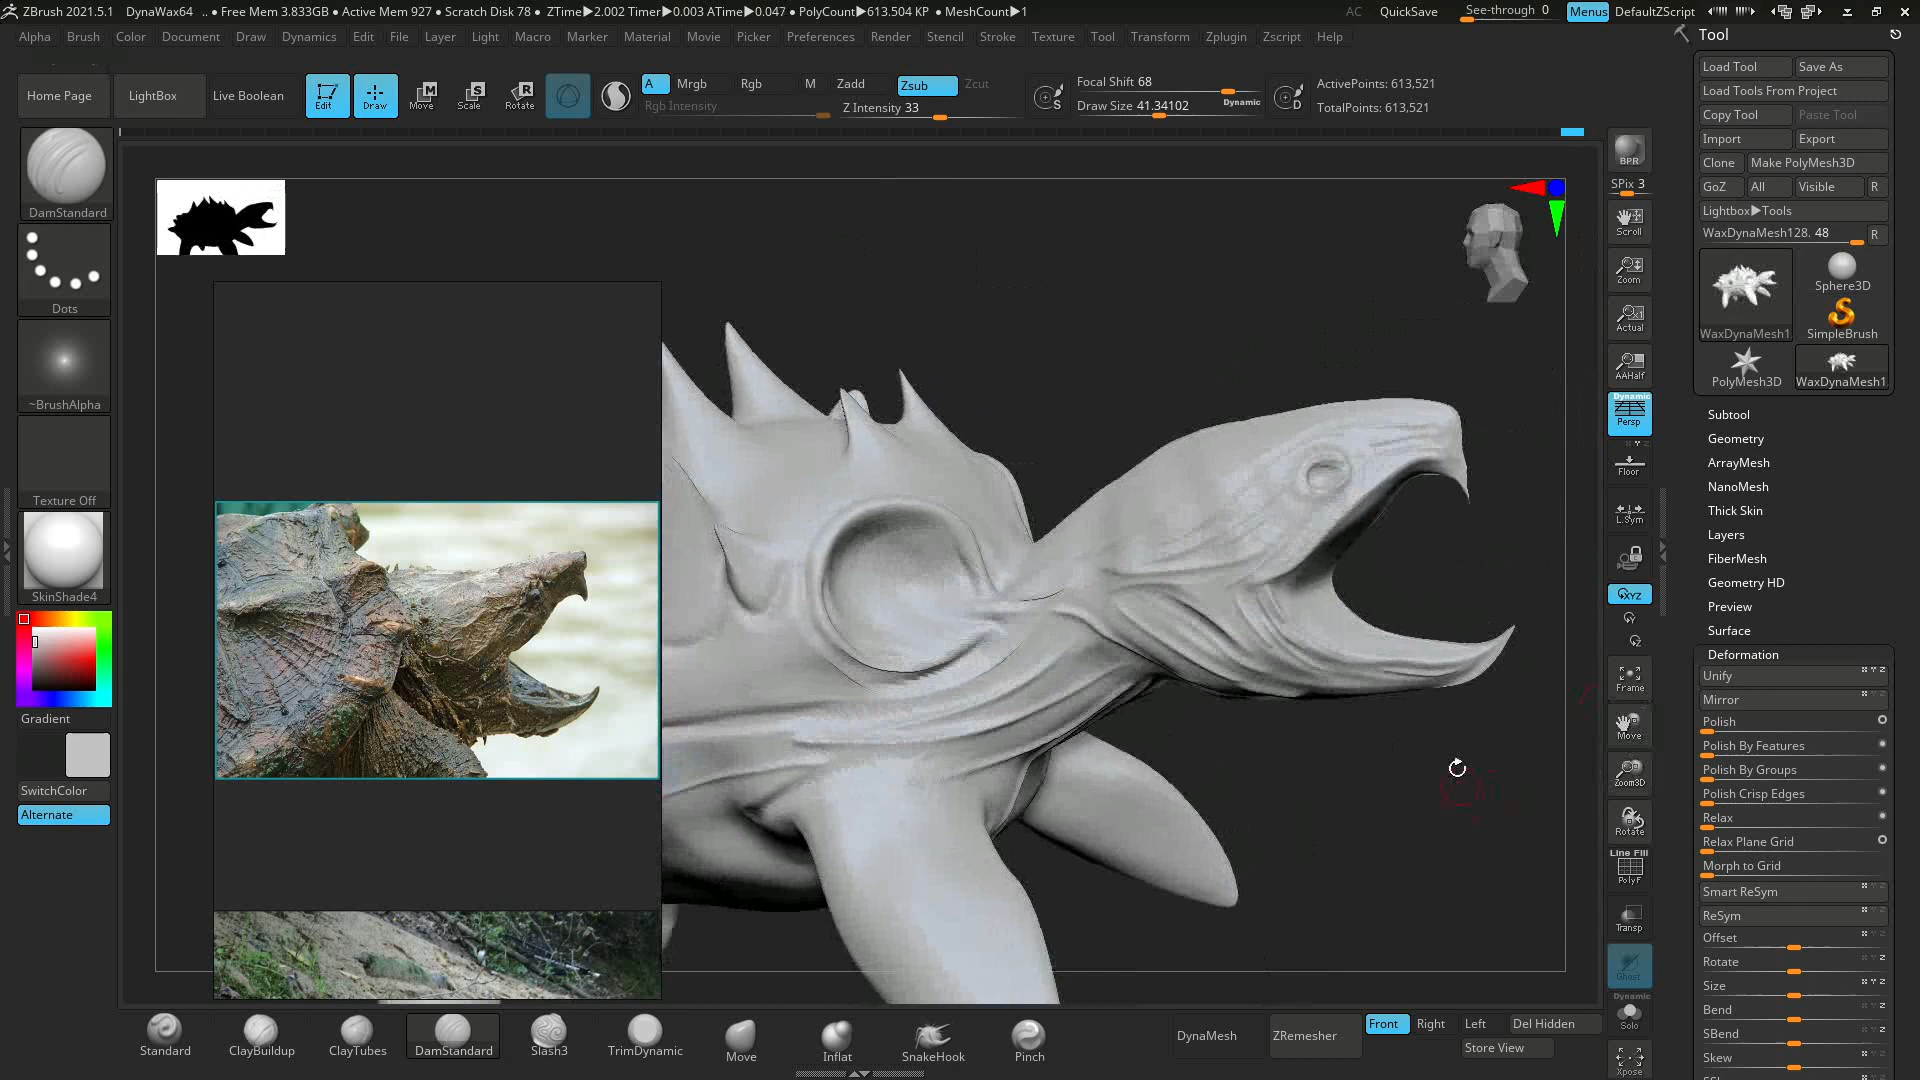 ZBrush 2021.5.1 DynaWax64 .. ● Free Mem 3.833GB ● Active Mem 927 ● Scratch Disk 78 ● ZTime▶2.002 Timer▶0.003 ATime▶0.047 ● PolyCount▶613.504 KP ● MeshCount▶1 AC QuickSave See-through 0 Menus DefaultZScript
Alpha Brush Color Document Draw Dynamics Edit File Layer Light Macro Marker Material Movie Picker Preferences Render Stencil Stroke Texture Tool Transform Zplugin Zscript Help
Home Page LightBox Live Boolean Edit Draw Move Scale Rotate
A Mrgb Rgb M Zadd Zsub Zcut
Rgb Intensity Z Intensity 33
S Focal Shift 68
Draw Size 41.34102 Dynamic D
ActivePoints: 613,521
TotalPoints: 613,521
DamStandard
Dots
~BrushAlpha
Texture Off
SkinShade4
Gradient
SwitchColor
Alternate
BPR
SPix 3
Scroll
Zoom
Actual
AAHalf
Dynamic
Persp
Floor
L.Sym
XYZ
Frame
Move
Zoom3D
Rotate
Line Fill
PolyF
Transp
Ghost
Dynamic
Solo
Xpose
Tool
Load Tool Save As
Load Tools From Project
Copy Tool Paste Tool
Import Export
Clone Make PolyMesh3D
GoZ All Visible R
Lightbox▶Tools
WaxDynaMesh128. 48 R
Sphere3D
WaxDynaMesh1 SimpleBrush
PolyMesh3D WaxDynaMesh1
Subtool
Geometry
ArrayMesh
NanoMesh
Thick Skin
Layers
FiberMesh
Geometry HD
Preview
Surface
Deformation
Unify
Mirror
Polish
Polish By Features
Polish By Groups
Polish Crisp Edges
Relax
Relax Plane Grid
Morph to Grid
Smart ReSym
ReSym
Offset
Rotate
Size
Bend
SBend
Skew
Standard ClayBuildup ClayTubes DamStandard Slash3 TrimDynamic Move Inflat SnakeHook Pinch
DynaMesh ZRemesher Front Right Left Del Hidden
Store View